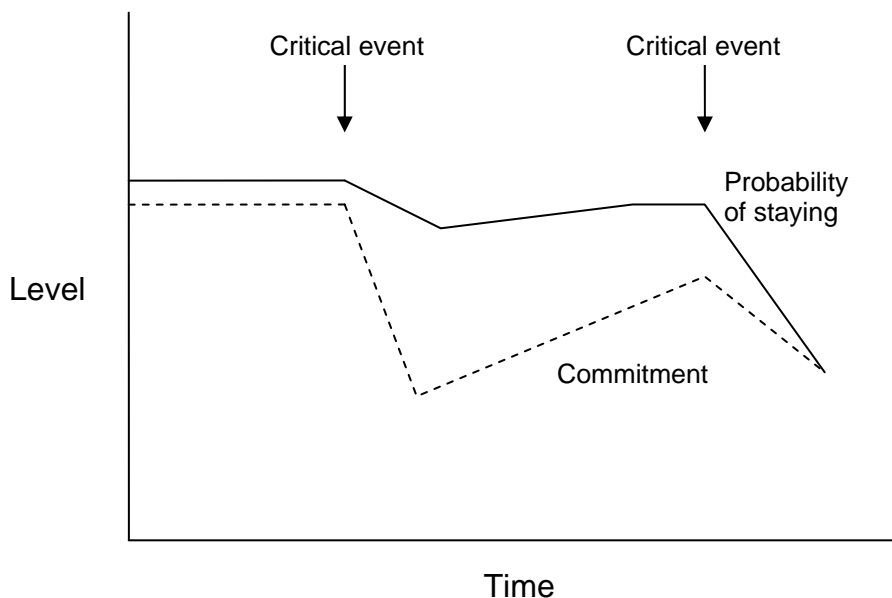 Critical event
Critical event
Probability
of staying
Level
Commitment
Time